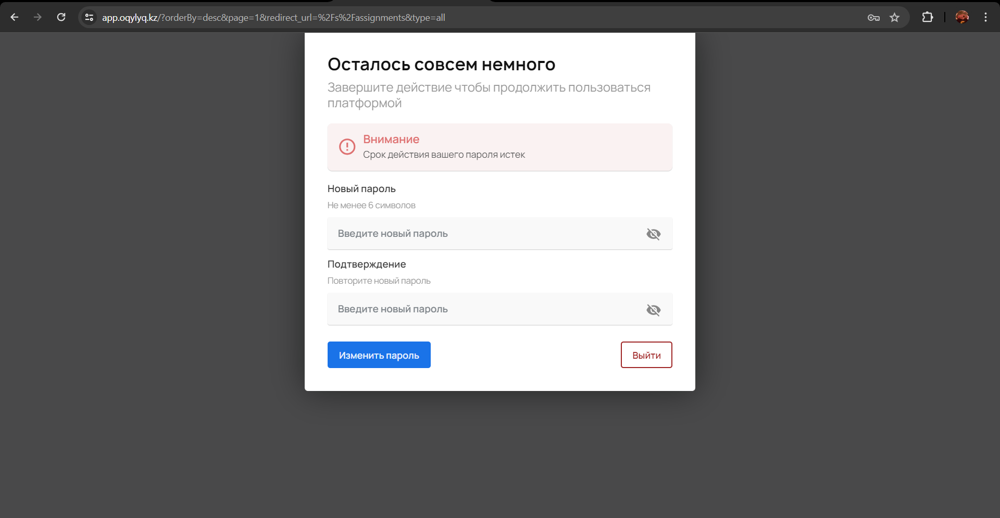 app.oqylyq.kz/?orderBy=desc&page=1&redirect_url=%2Fs%2Fassignments&type=all
Осталось совсем немного
Завершите действие чтобы продолжить пользоваться
платформой
Внимание
Срок действия вашего пароля истек
Новый пароль
Не менее 6 символов
Введите новый пароль
Подтверждение
Повторите новый пароль
Введите новый пароль
Изменить пароль
Выйти